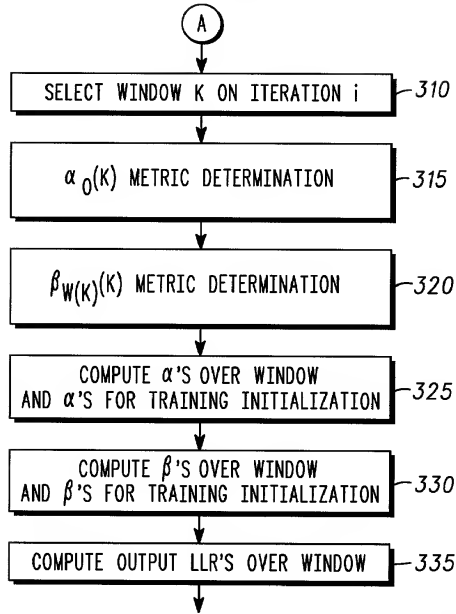 A
SELECT WINDOW K ON ITERATION i
310
α0(K) METRIC DETERMINATION
315
βW(K)(K) METRIC DETERMINATION
320
COMPUTE α'S OVER WINDOW
AND α'S FOR TRAINING INITIALIZATION
325
COMPUTE β'S OVER WINDOW
AND β'S FOR TRAINING INITIALIZATION
330
COMPUTE OUTPUT LLR'S OVER WINDOW
335